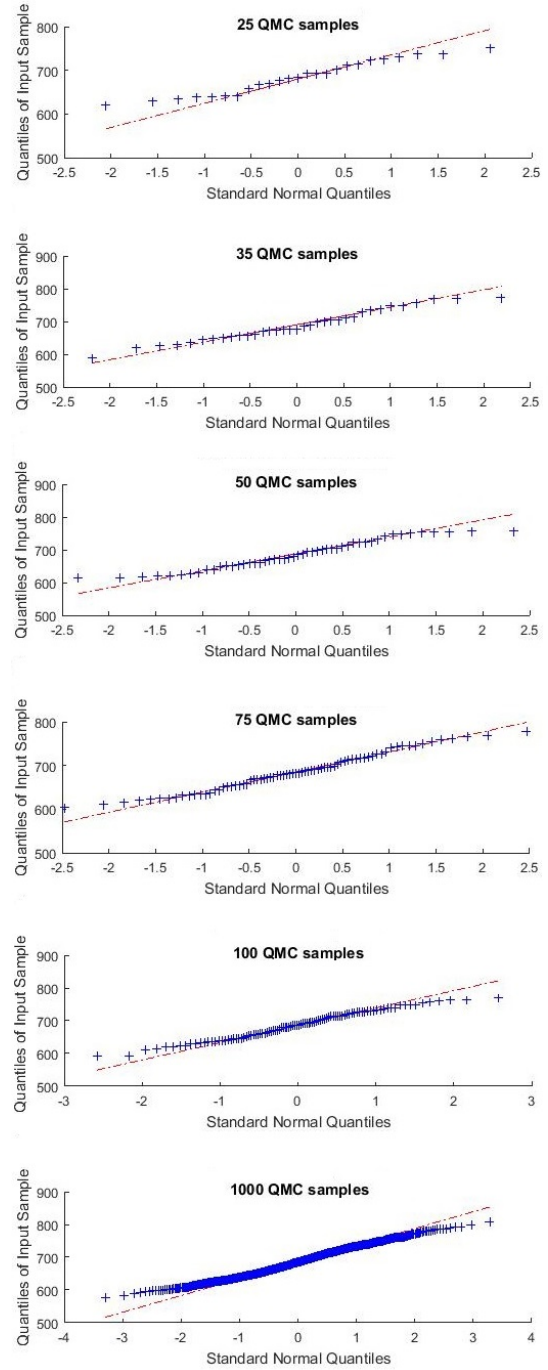 25 QMC samples
Quantiles of Input Sample
800
700
600
500
-2.5 -2 -1.5 -1 -0.5 0 0.5 1 1.5 2 2.5
Standard Normal Quantiles
35 QMC samples
Quantiles of Input Sample
900
800
700
600
500
-2.5 -2 -1.5 -1 -0.5 0 0.5 1 1.5 2 2.5
Standard Normal Quantiles
50 QMC samples
Quantiles of Input Sample
900
800
700
600
500
-2.5 -2 -1.5 -1 -0.5 0 0.5 1 1.5 2 2.5
Standard Normal Quantiles
75 QMC samples
Quantiles of Input Sample
800
700
600
500
-2.5 -2 -1.5 -1 -0.5 0 0.5 1 1.5 2 2.5
Standard Normal Quantiles
100 QMC samples
Quantiles of Input Sample
900
800
700
600
500
-3 -2 -1 0 1 2 3
Standard Normal Quantiles
1000 QMC samples
Quantiles of Input Sample
900
800
700
600
500
-4 -3 -2 -1 0 1 2 3 4
Standard Normal Quantiles